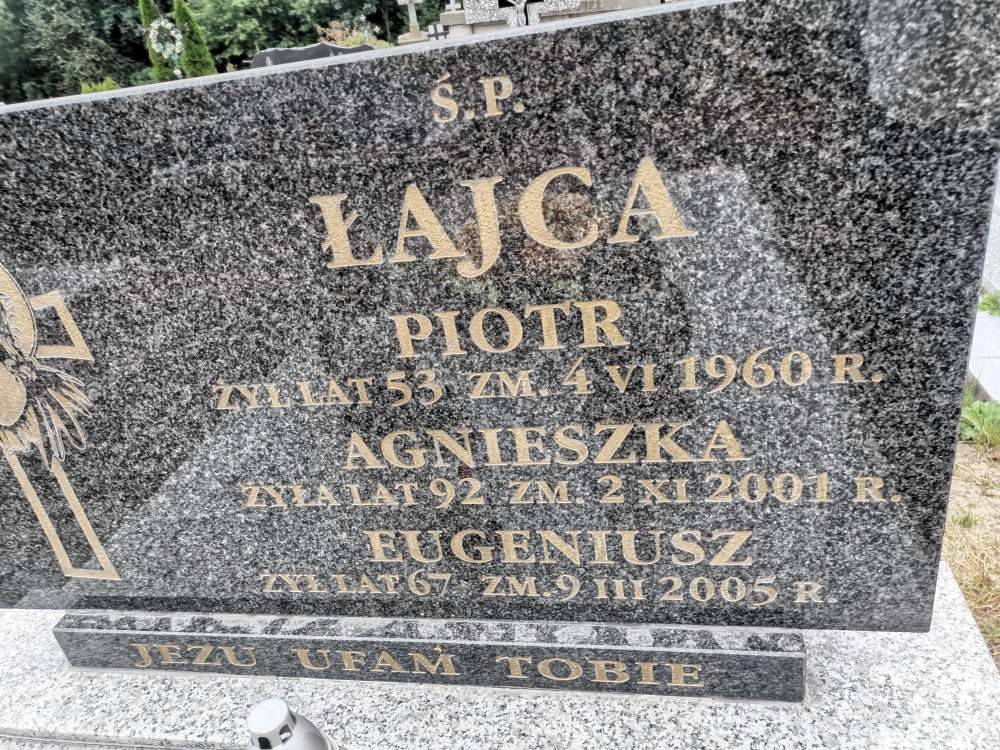 Ś.P.
ŁAJCA
PIOTR
ŻYŁ LAT 53 ZM. 4 VI 1960 R.
AGNIESZKA
ŻYŁA LAT 92 ZM. 2 XI 2001 R.
EUGENIUSZ
ŻYŁ LAT 67 ZM. 9 III 2005 R.
JEZU UFAM TOBIE